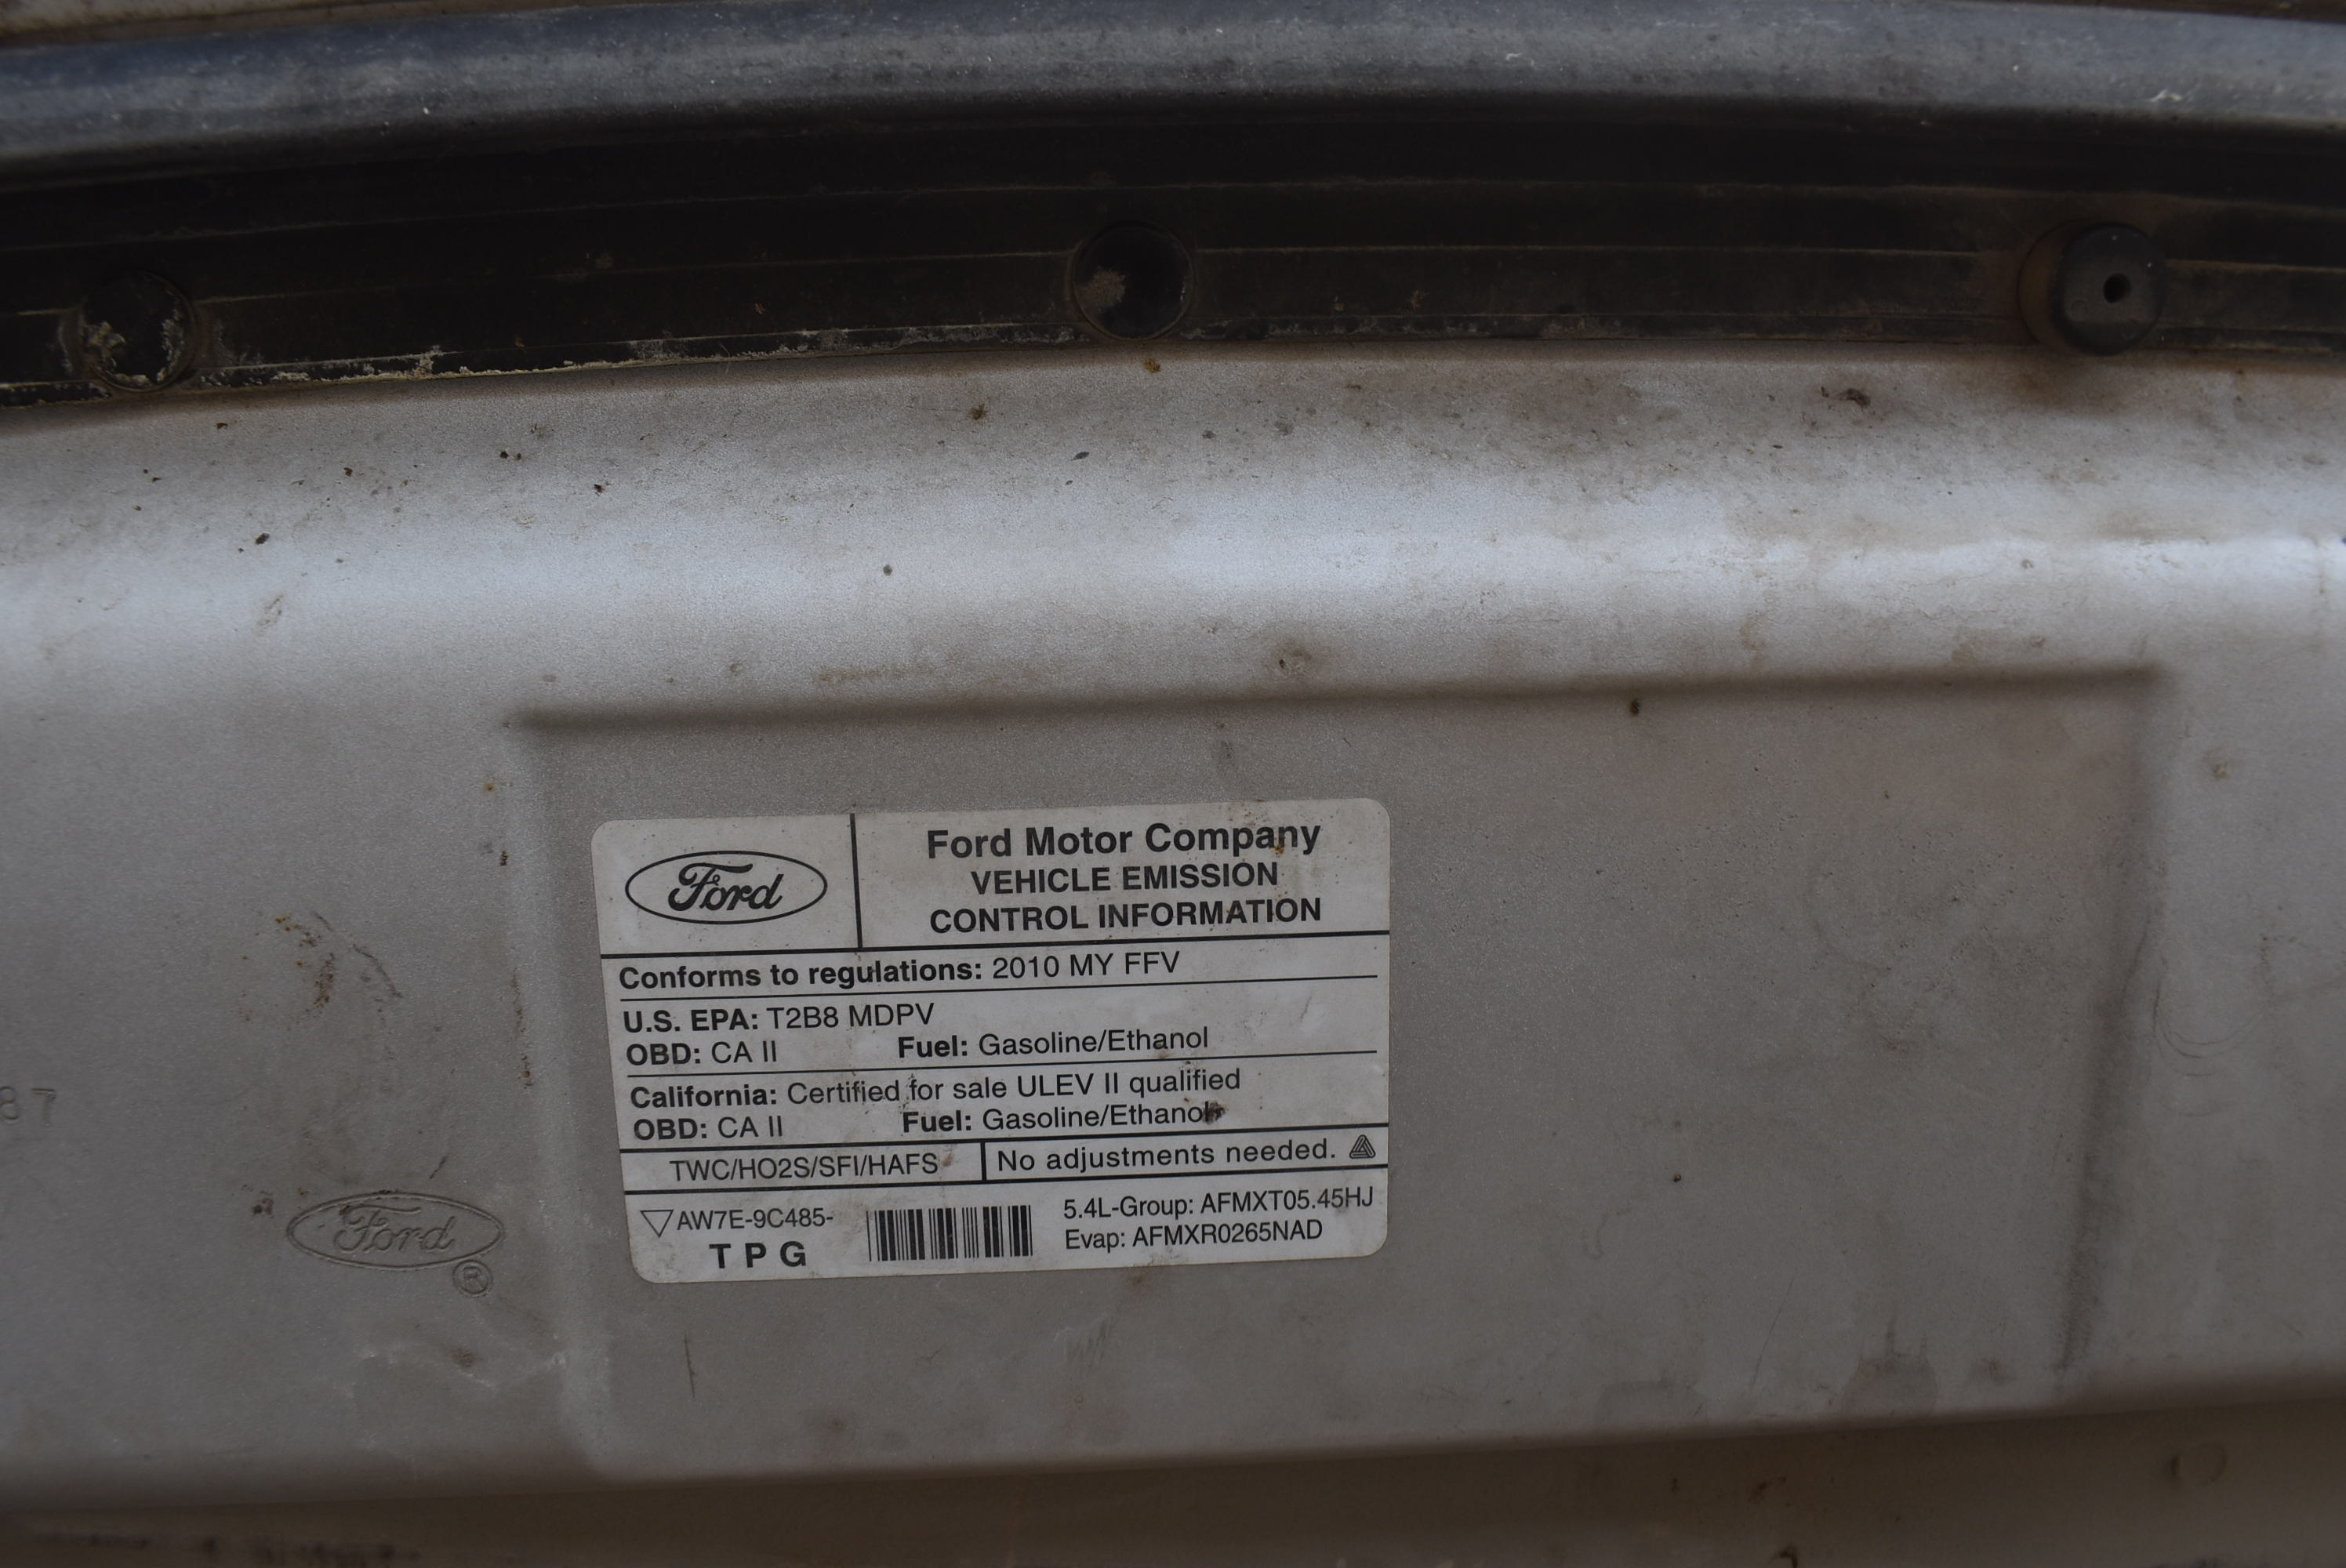 Ford
Ford Motor Company
VEHICLE EMISSION
CONTROL INFORMATION
Conforms to regulations: 2010 MY FFV
U.S. EPA: T2B8 MDPV
OBD: CA II Fuel: Gasoline/Ethanol
California: Certified for sale ULEV II qualified
OBD: CA II Fuel: Gasoline/Ethanol
TWC/HO2S/SFI/HAFS No adjustments needed.
AW7E-9C485-
T P G
5.4L-Group: AFMXT05.45HJ
Evap: AFMXR0265NAD
87
Ford
®